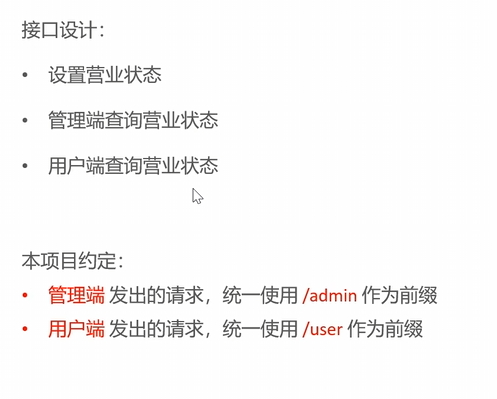 接口设计：
• 设置营业状态
• 管理端查询营业状态
• 用户端查询营业状态
本项目约定：
• 管理端 发出的请求，统一使用 /admin 作为前缀
• 用户端 发出的请求，统一使用 /user 作为前缀